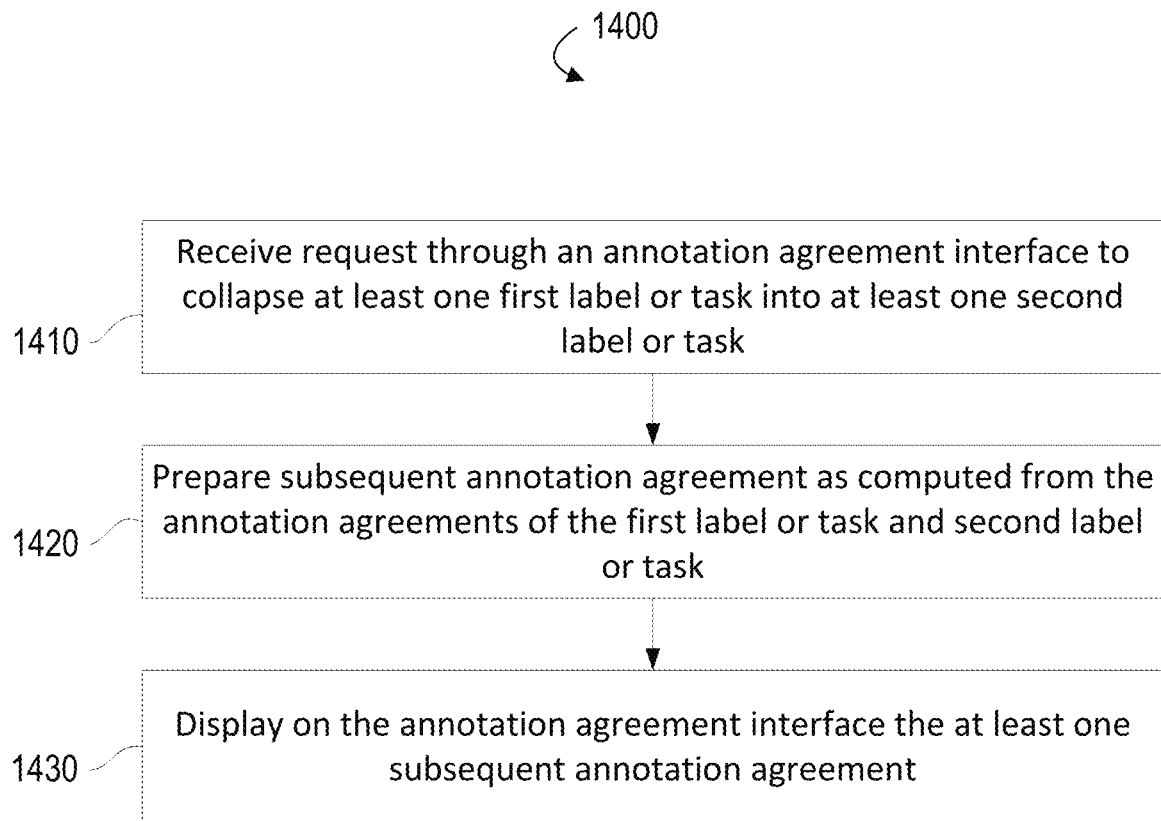 1400
Receive request through an annotation agreement interface to
collapse at least one first label or task into at least one second
label or task
1410
Prepare subsequent annotation agreement as computed from the
annotation agreements of the first label or task and second label
or task
1420
Display on the annotation agreement interface the at least one
subsequent annotation agreement
1430